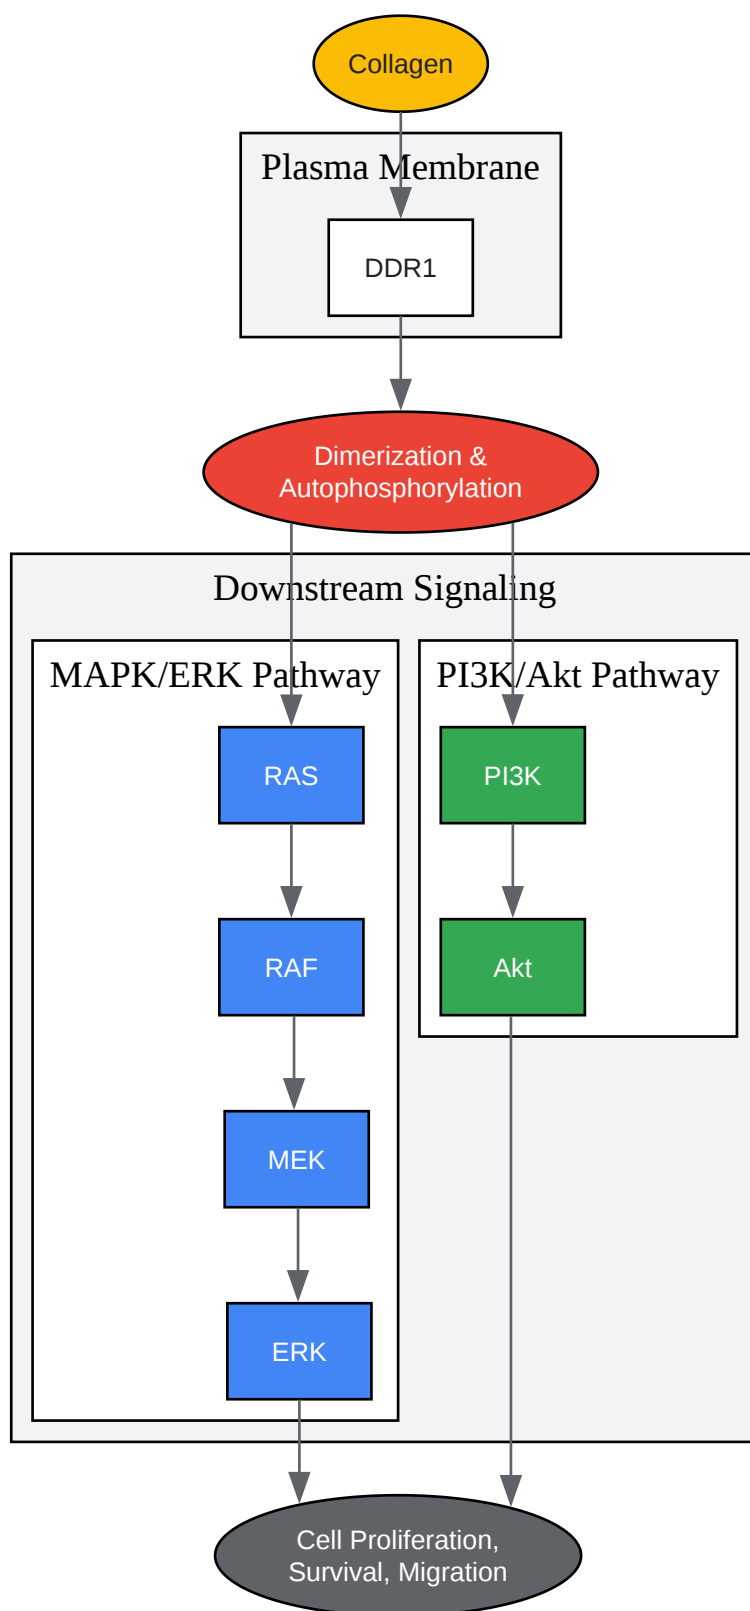 Collagen
Plasma Membrane
DDR1
Dimerization &
Autophosphorylation
Downstream Signaling
MAPK/ERK Pathway
PI3K/Akt Pathway
RAS
PI3K
RAF
Akt
MEK
ERK
Cell Proliferation,
Survival, Migration